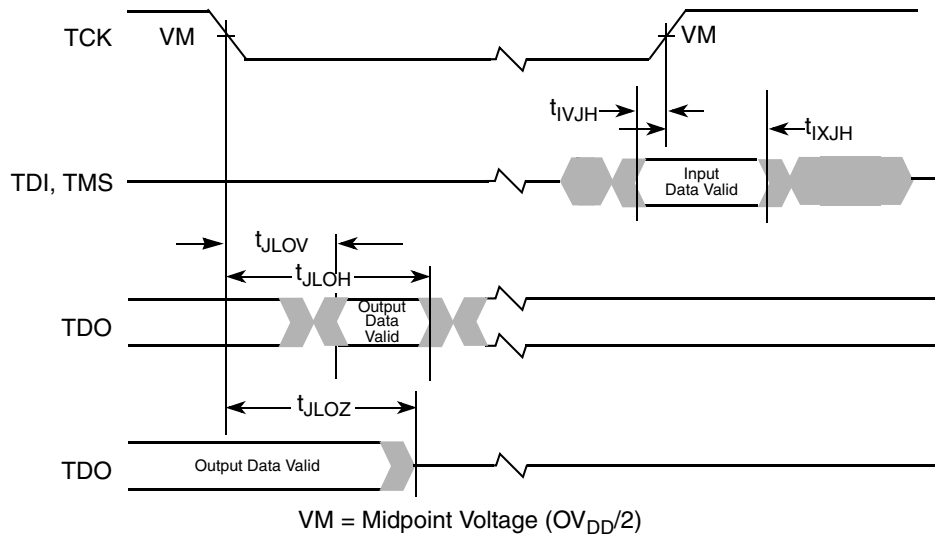 TCK
VM
VM
tIVJH
tIXJH
TDI, TMS
Input
Data Valid
tJLOV
tJLOH
TDO
Output
Data
Valid
tJLOZ
TDO
Output Data Valid
VM = Midpoint Voltage (OVDD/2)